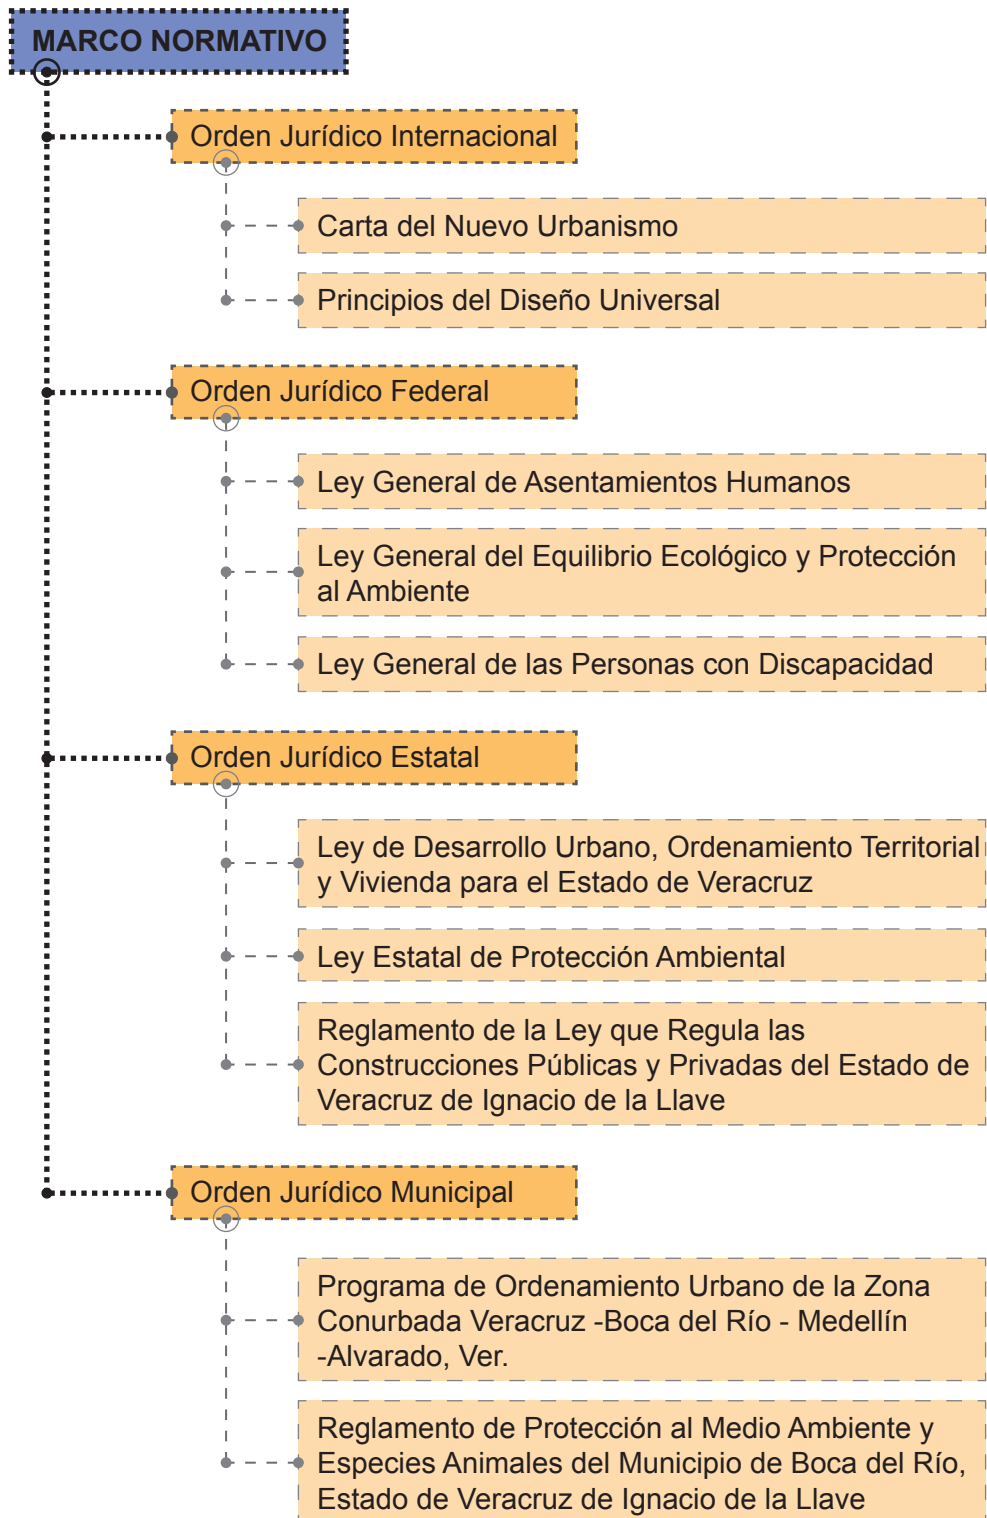 MARCO NORMATIVO
Orden Jurídico Internacional
Carta del Nuevo Urbanismo
Principios del Diseño Universal
Orden Jurídico Federal
Ley General de Asentamientos Humanos
Ley General del Equilibrio Ecológico y Protección
al Ambiente
Ley General de las Personas con Discapacidad
Orden Jurídico Estatal
Ley de Desarrollo Urbano, Ordenamiento Territorial
y Vivienda para el Estado de Veracruz
Ley Estatal de Protección Ambiental
Reglamento de la Ley que Regula las
Construcciones Públicas y Privadas del Estado de
Veracruz de Ignacio de la Llave
Orden Jurídico Municipal
Programa de Ordenamiento Urbano de la Zona
Conurbada Veracruz -Boca del Río - Medellín
-Alvarado, Ver.
Reglamento de Protección al Medio Ambiente y
Especies Animales del Municipio de Boca del Río,
Estado de Veracruz de Ignacio de la Llave